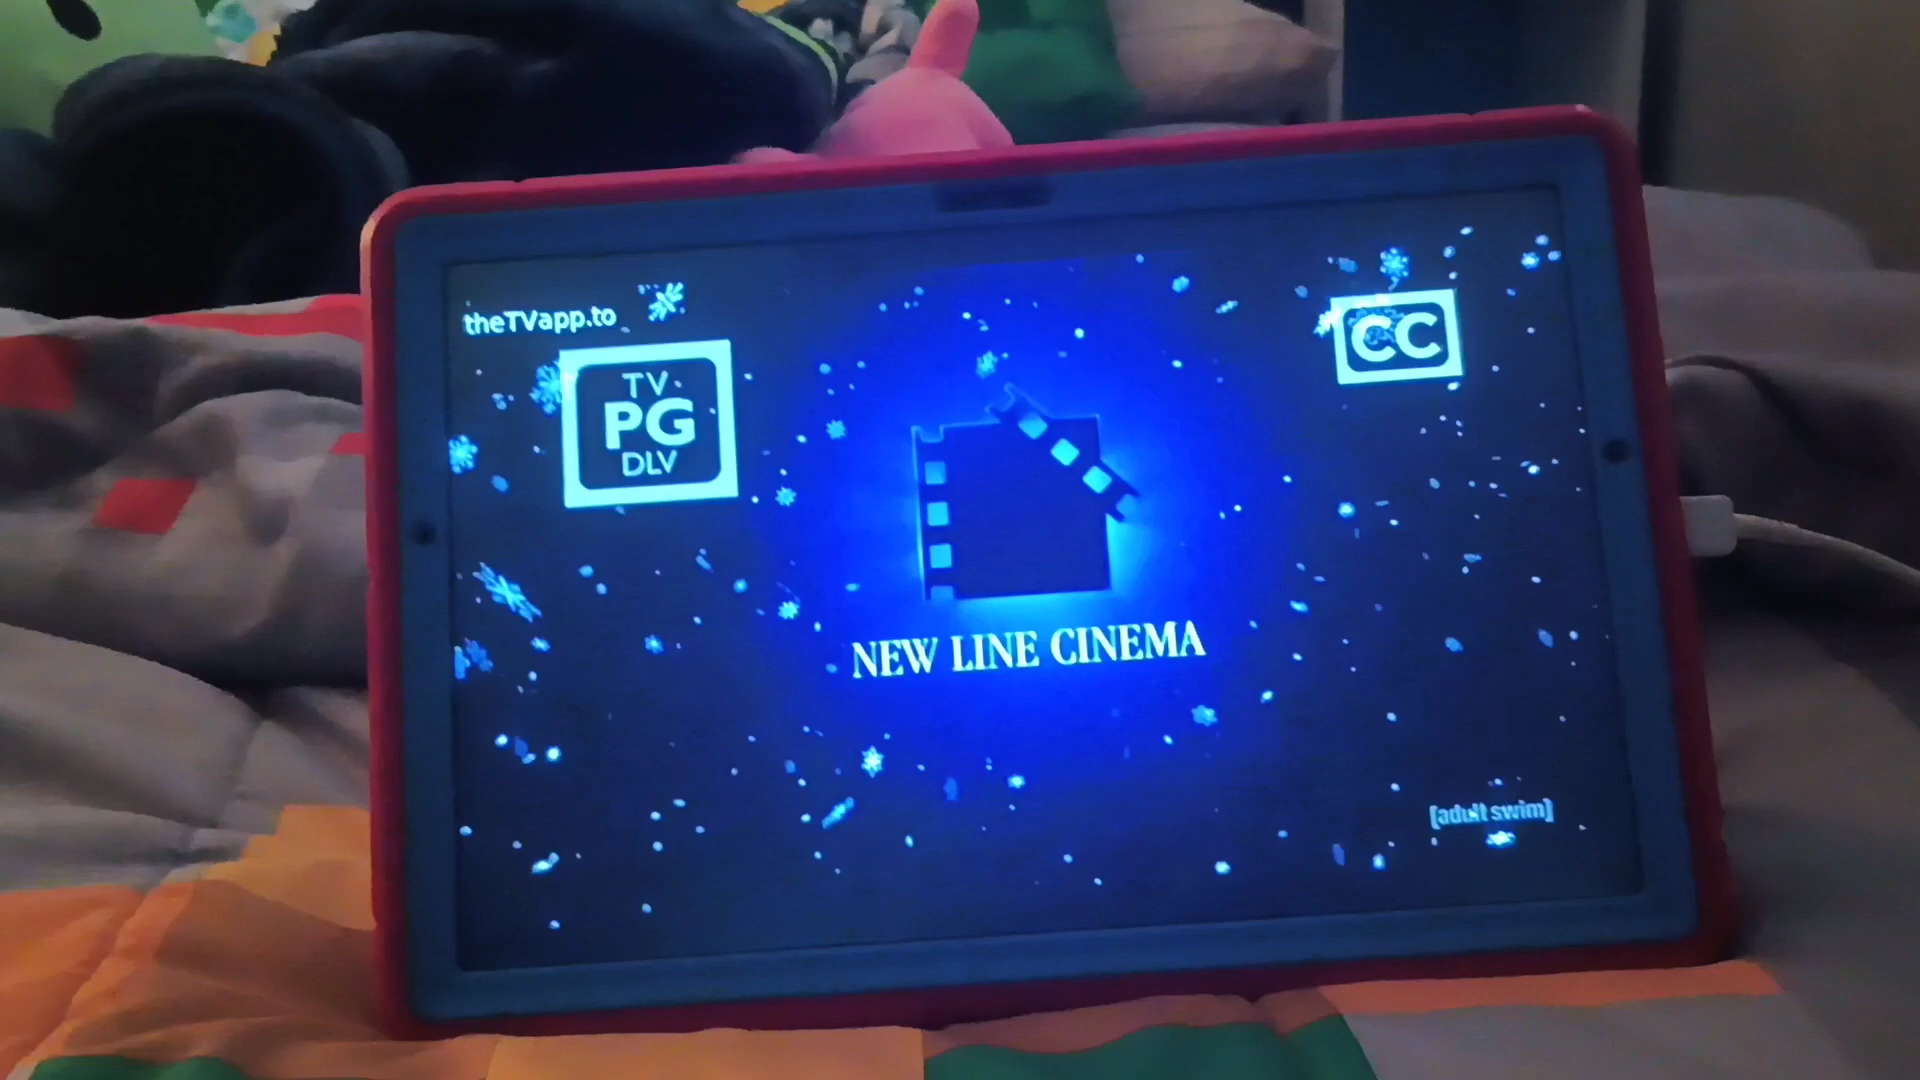 theTVapp.to
CC
TV
PG
DLV
NEW LINE CINEMA
[adult swim]